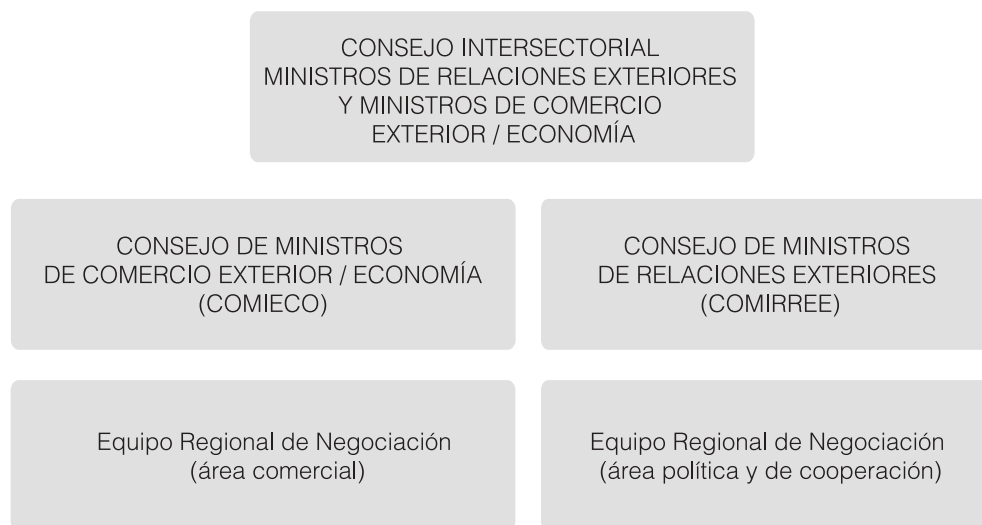 CONSEJO INTERSECTORIAL
MINISTROS DE RELACIONES EXTERIORES
Y MINISTROS DE COMERCIO
EXTERIOR / ECONOMÍA
CONSEJO DE MINISTROS
DE COMERCIO EXTERIOR / ECONOMÍA
(COMIECO)
CONSEJO DE MINISTROS
DE RELACIONES EXTERIORES
(COMIRREE)
Equipo Regional de Negociación
(área comercial)
Equipo Regional de Negociación
(área política y de cooperación)